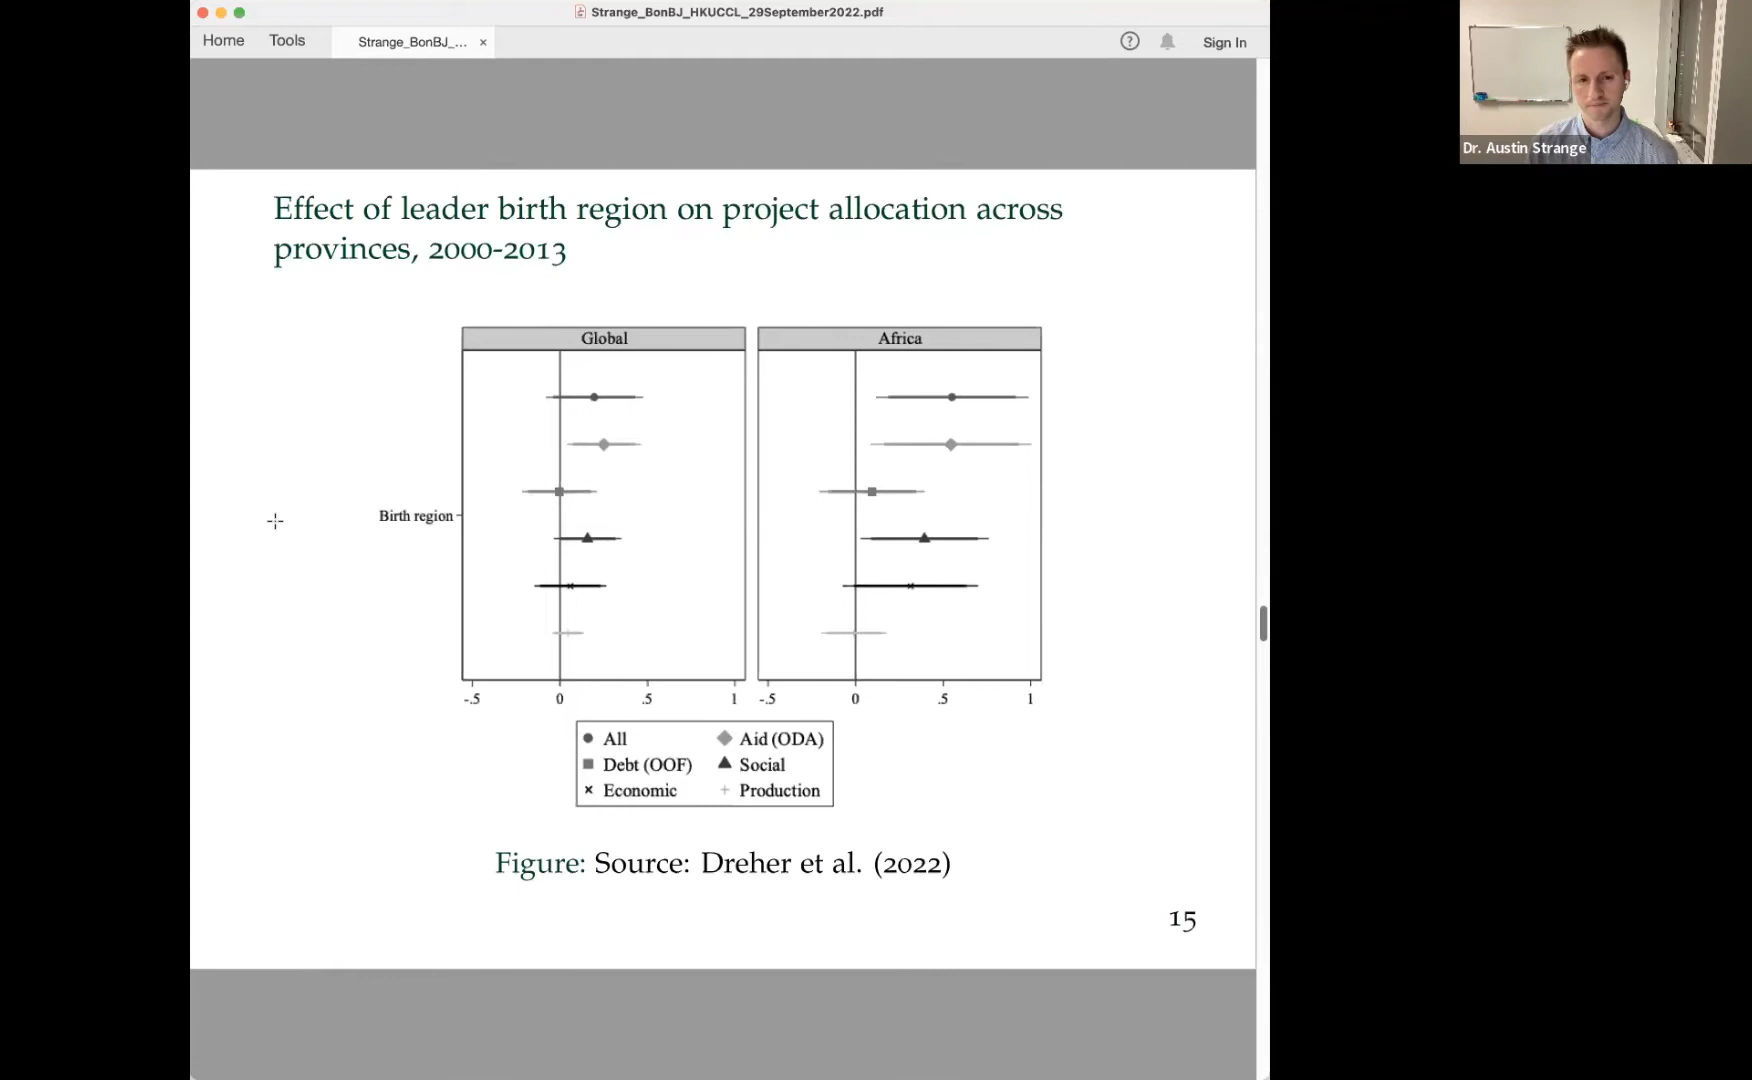 Strange_BonBJ_HKUCCL_29September2022.pdf
Home Tools Strange_BonBJ_... × ? Sign In
Dr. Austin Strange
Effect of leader birth region on project allocation across
provinces, 2000-2013
Global Africa
Birth region
-.5 0 .5 1 -.5 0 .5 1
All Aid (ODA)
Debt (OOF) Social
Economic Production
Figure: Source: Dreher et al. (2022)
15